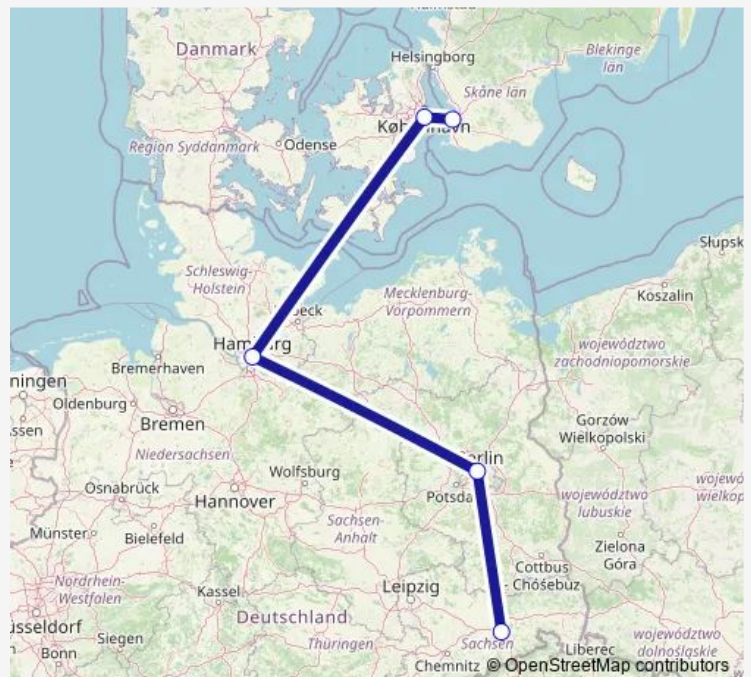 Danmark
Helsingborg
Blekinge
län
Skåne län
Region Syddanmark
Odense
Słupsk
Schleswig-
Holstein
Mecklenburg-
Vorpommern
Koszalin
województwo
zachodniopomorskie
Bremerhaven
Oldenburg
Bremen
Gorzów
Wielkopolski
Niedersachsen
Wolfsburg
Osnabrück
Hannover
województwo
lubuskie
Münster
Bielefeld
Sachsen-
Anhalt
Zielona
Góra
Cottbus
- Chóśebuz
Nordrhein-
Westfalen
Kassel
Leipzig
Deutschland
Siegen
Thüringen
Sachsen
Liberec
województwo
dolnośląskie
Bonn
Chemnitz
© OpenStreetMap contributors